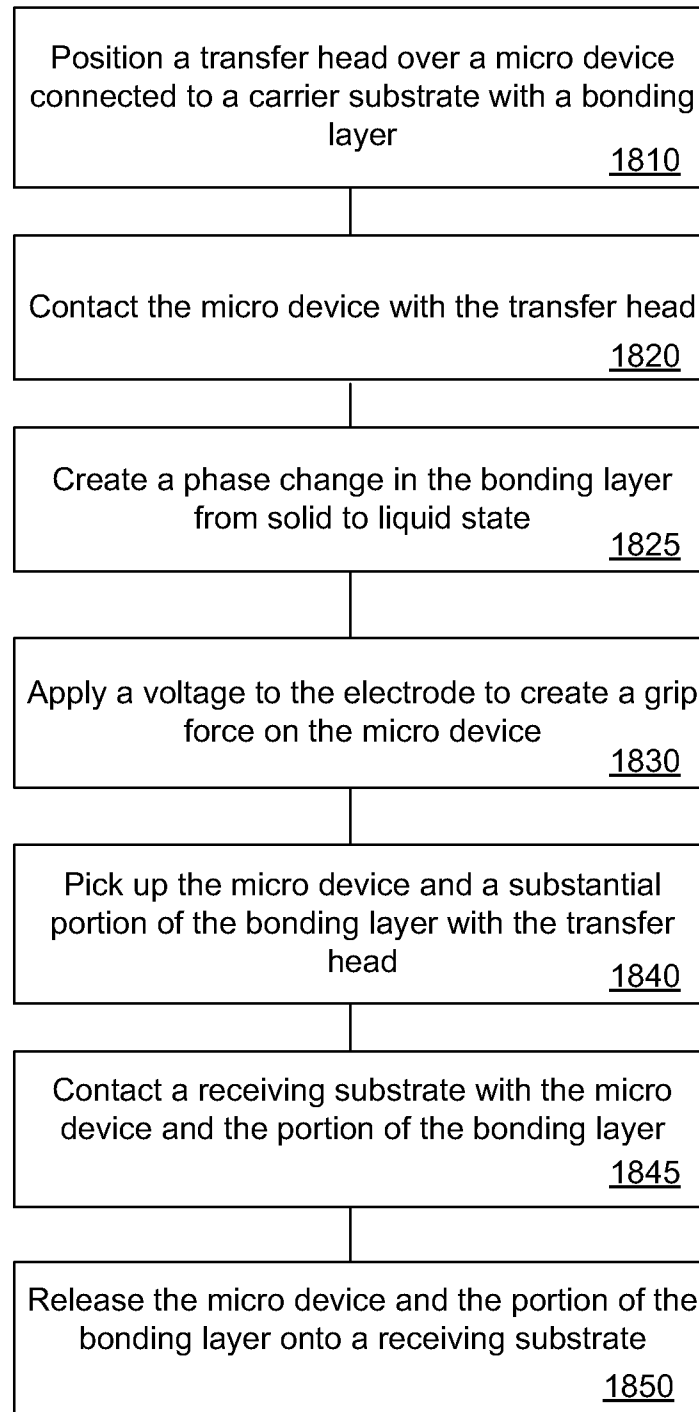 Position a transfer head over a micro device
connected to a carrier substrate with a bonding
layer
1810
Contact the micro device with the transfer head
1820
Create a phase change in the bonding layer
from solid to liquid state
1825
Apply a voltage to the electrode to create a grip
force on the micro device
1830
Pick up the micro device and a substantial
portion of the bonding layer with the transfer
head
1840
Contact a receiving substrate with the micro
device and the portion of the bonding layer
1845
Release the micro device and the portion of the
bonding layer onto a receiving substrate
1850